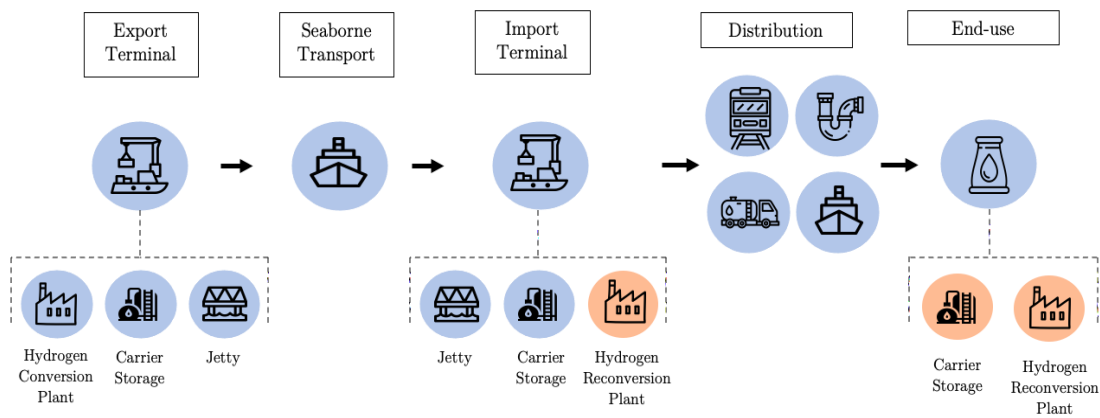 Export
Terminal
Seaborne
Transport
Import
Terminal
Distribution
End-use
Hydrogen
Conversion
Plant
Carrier
Storage
Jetty
Jetty
Carrier
Storage
Hydrogen
Reconversion
Plant
Carrier
Storage
Hydrogen
Reconversion
Plant